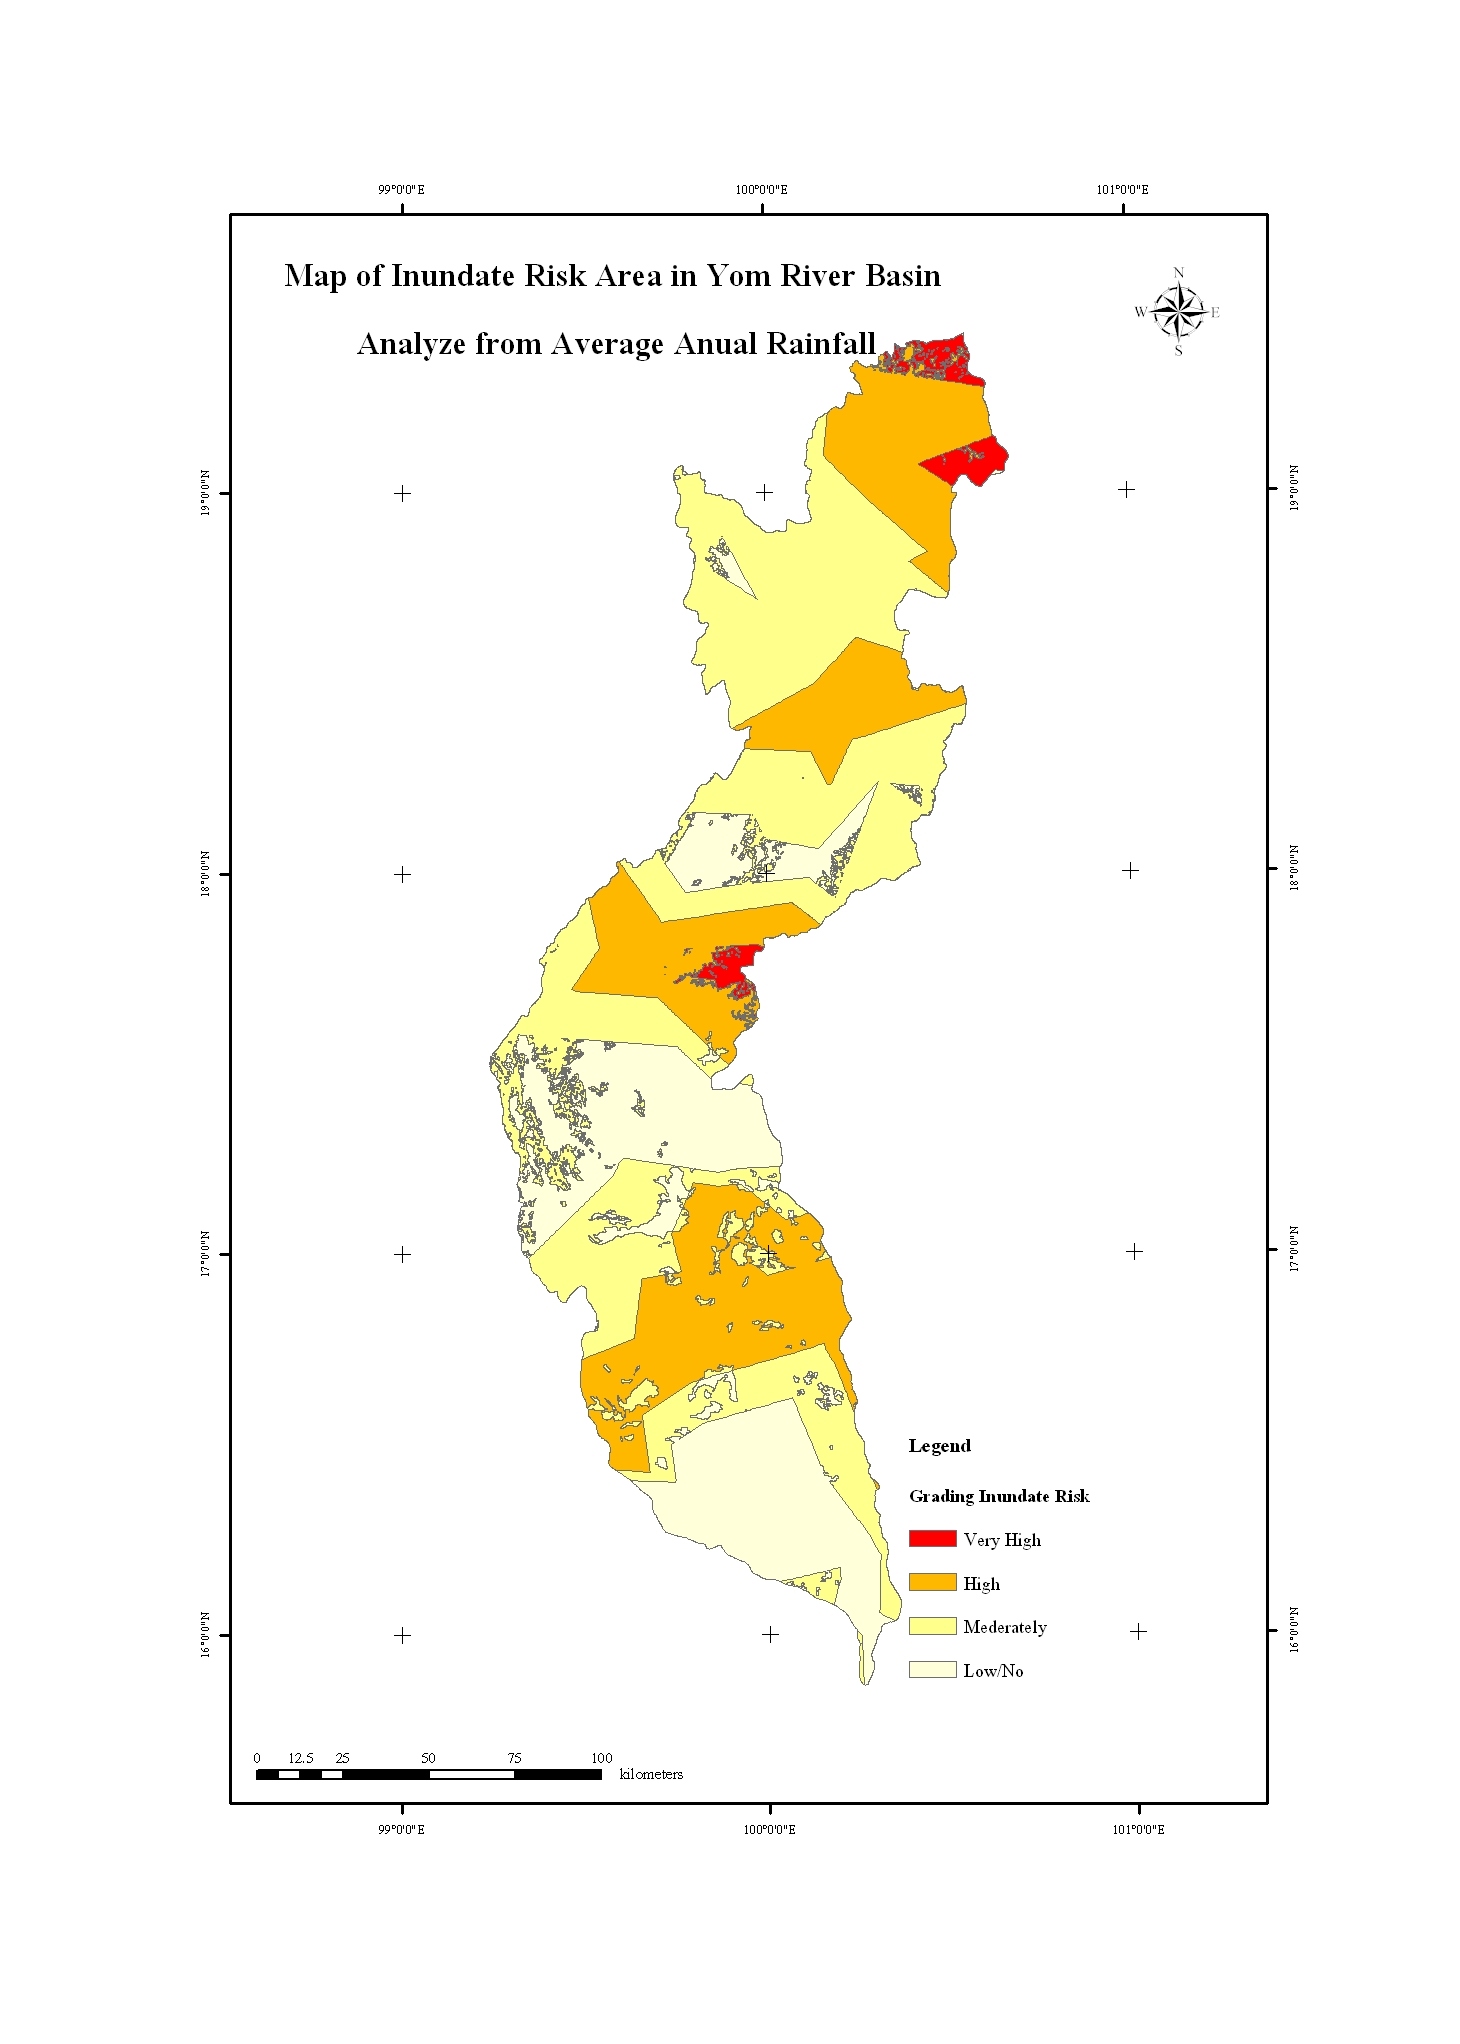 99°0'0"E 100°0'0"E 101°0'0"E
Map of Inundate Risk Area in Yom River Basin
Analyze from Average Anual Rainfall
N
W E
S
19°0'0"N 19°0'0"N
18°0'0"N 18°0'0"N
17°0'0"N 17°0'0"N
Legend
Grading Inundate Risk
Very High
High
Mederately
Low/No
16°0'0"N 16°0'0"N
0 12.5 25 50 75 100
kilometers
99°0'0"E 100°0'0"E 101°0'0"E